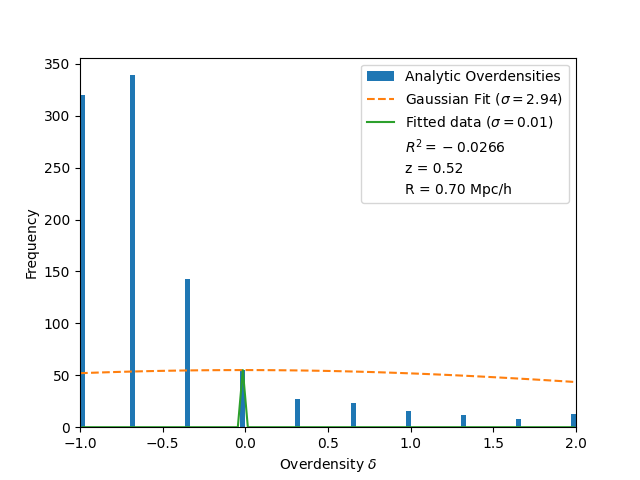 350
300
250
200
150
100
50
0
Frequency
−1.0 −0.5 0.0 0.5 1.0 1.5 2.0
Overdensity δ
Analytic Overdensities
Gaussian Fit (σ = 2.94)
Fitted data (σ = 0.01)
R² = −0.0266
z = 0.52
R = 0.70 Mpc/h